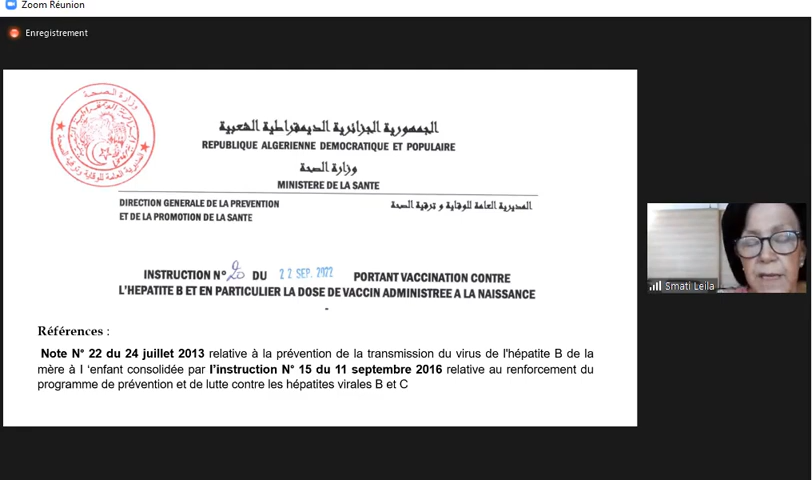 Zoom Réunion
Enregistrement
الجمهورية الجزائرية الديمقراطية الشعبية
REPUBLIQUE ALGERIENNE DEMOCRATIQUE ET POPULAIRE
وزارة الصحة
MINISTERE DE LA SANTE
DIRECTION GENERALE DE LA PREVENTION
ET DE LA PROMOTION DE LA SANTE
المديرية العامة للوقاية و ترقية الصحة
INSTRUCTION N° 20 DU 22 SEP. 2022 PORTANT VACCINATION CONTRE
L'HEPATITE B ET EN PARTICULIER LA DOSE DE VACCIN ADMINISTREE A LA NAISSANCE
-
Références :
Note N° 22 du 24 juillet 2013 relative à la prévention de la transmission du virus de l'hépatite B de la
mère à l 'enfant consolidée par l'instruction N° 15 du 11 septembre 2016 relative au renforcement du
programme de prévention et de lutte contre les hépatites virales B et C
Smati Leila